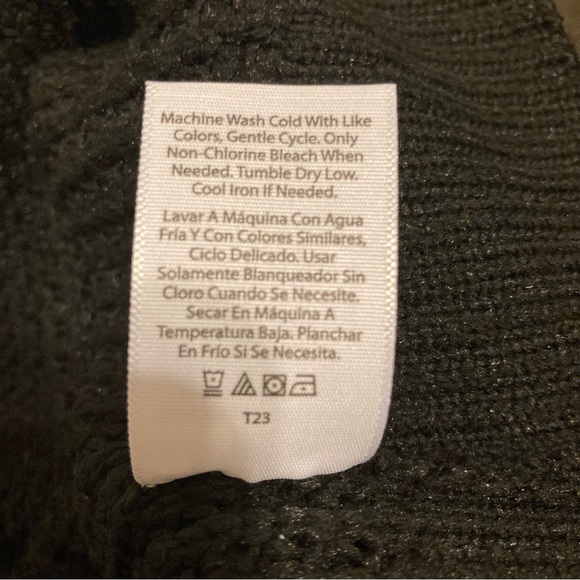 Machine Wash Cold With Like
Colors, Gentle Cycle. Only
Non-Chlorine Bleach When
Needed. Tumble Dry Low.
Cool Iron If Needed.
Lavar A Máquina Con Agua
Fría Y Con Colores Similares,
Ciclo Delicado. Usar
Solamente Blanqueador Sin
Cloro Cuando Se Necesite.
Secar En Máquina A
Temperatura Baja. Planchar
En Frío Si Se Necesita.
T23